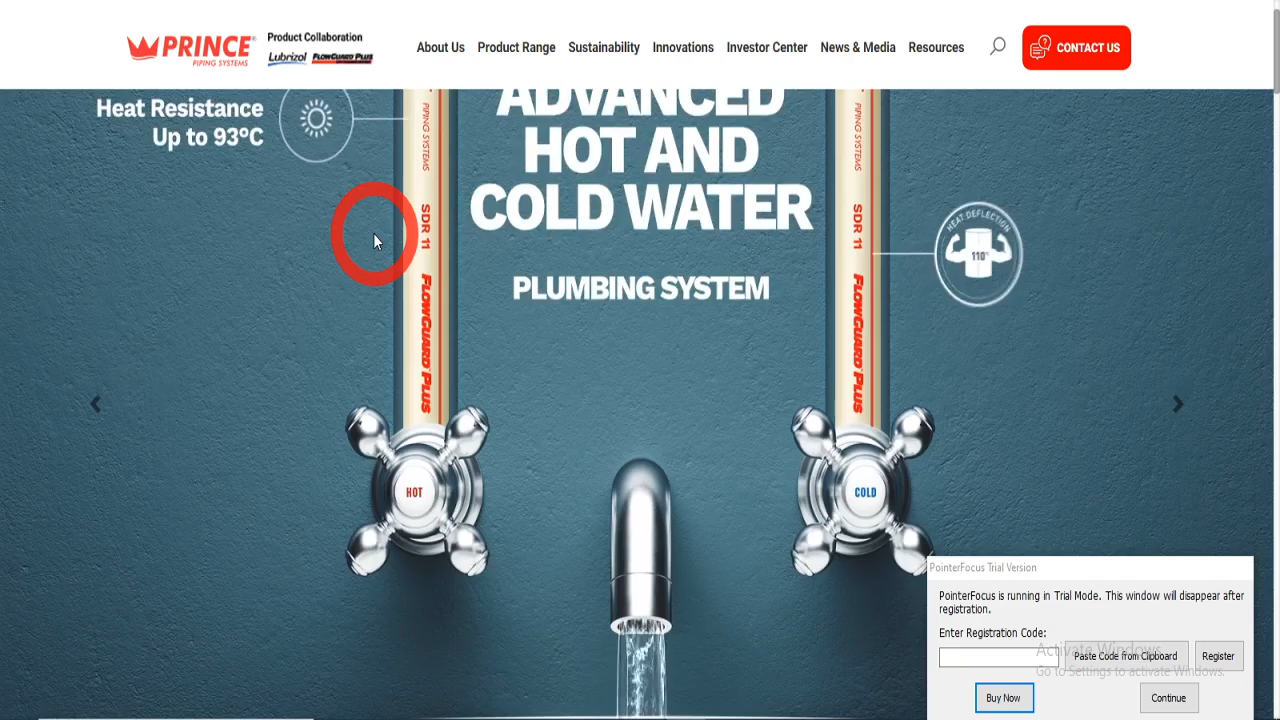 PRINCE
PIPING SYSTEMS
Product Collaboration
Lubrizol FLOWGUARD PLUS
About Us Product Range Sustainability Innovations Investor Center News & Media Resources
CONTACT US
Heat Resistance
Up to 93°C
ADVANCED
HOT AND
COLD WATER
PLUMBING SYSTEM
PIPING SYSTEMS
SDR 11
FLOWGUARD PLUS
PIPING SYSTEMS
SDR 11
FLOWGUARD PLUS
HEAT DEFLECTION
110°
HOT
COLD
PointerFocus Trial Version
PointerFocus is running in Trial Mode. This window will disappear after
registration.
Enter Registration Code:
Paste Code from Clipboard Register
Buy Now Continue
Activate Windows
Go to Settings to activate Windows.